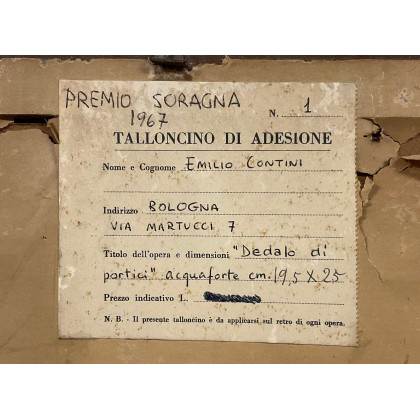 PREMIO SORAGNA
1967
N. 1
TALLONCINO DI ADESIONE
Nome e Cognome EMILIO CONTINI
Indirizzo BOLOGNA
VIA MARTUCCI 7
Titolo dell'opera e dimensioni "Dedalo di
portici" acquaforte cm. 19,5 X 25
Prezzo indicativo l.
N. B. - Il presente talloncino è da applicarsi sul retro di ogni opera.